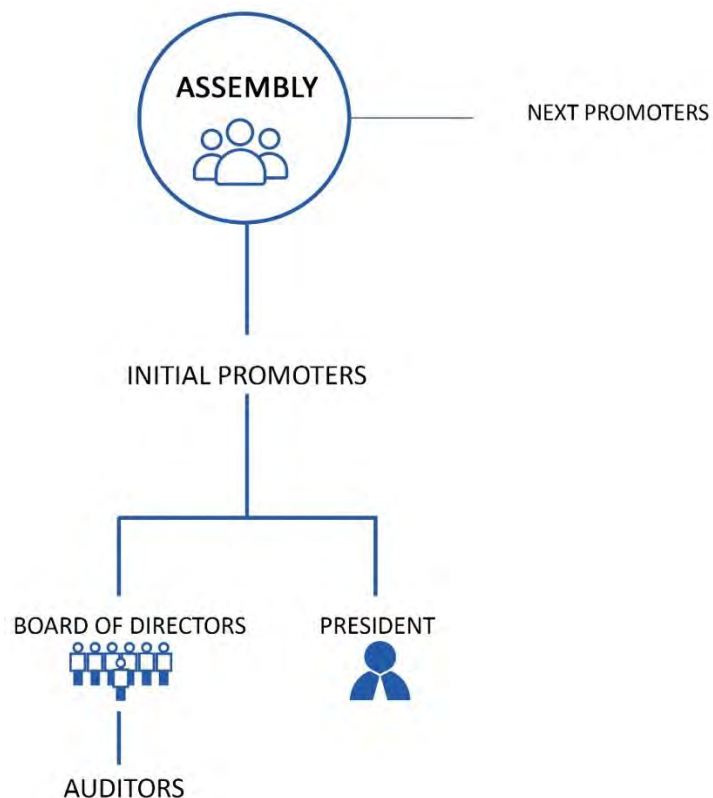 ASSEMBLY
NEXT PROMOTERS
INITIAL PROMOTERS
BOARD OF DIRECTORS
PRESIDENT
AUDITORS